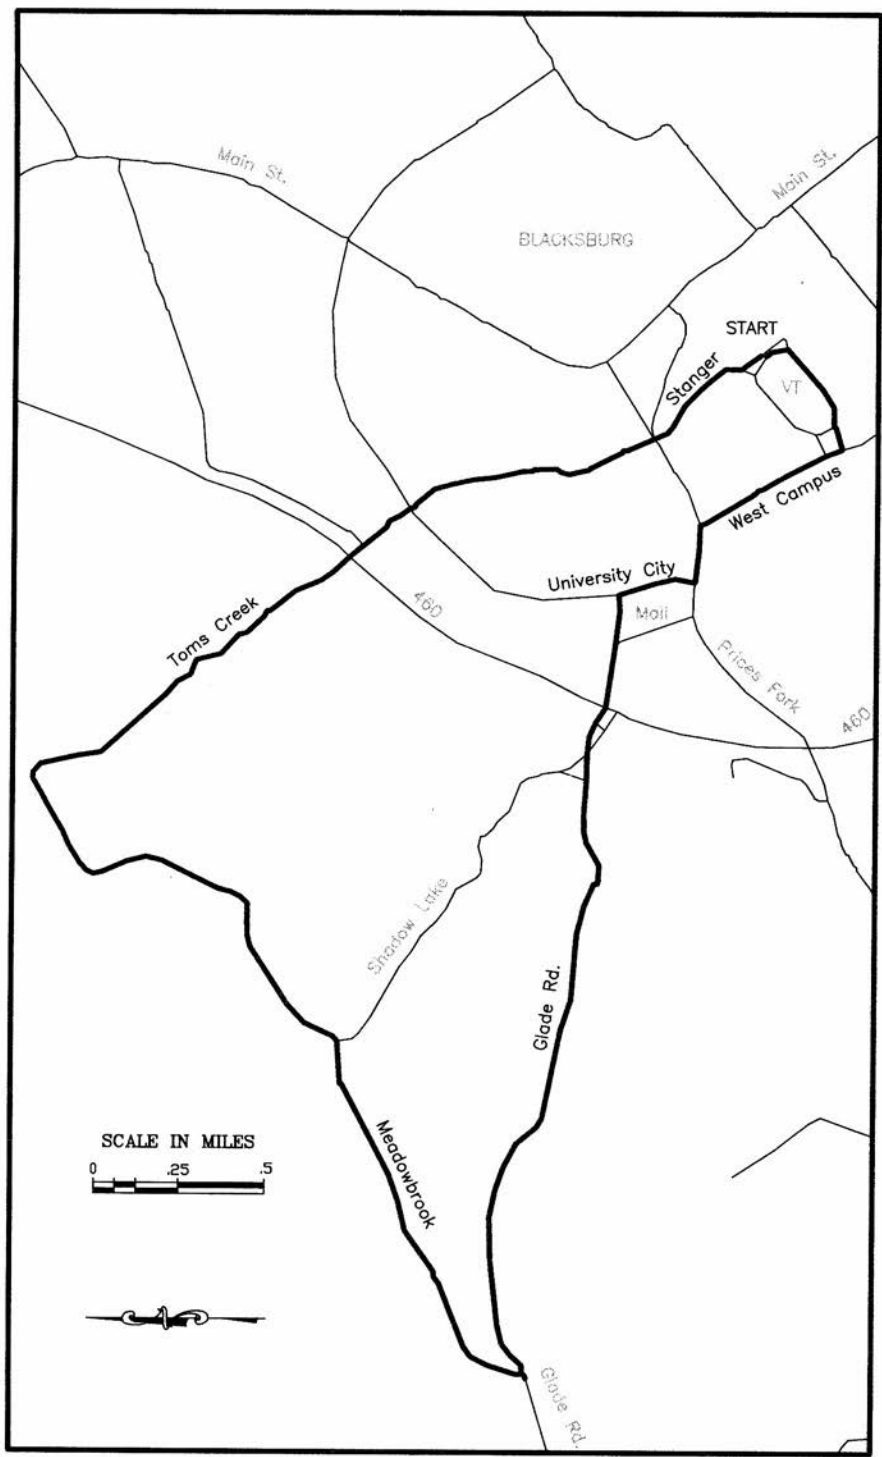 Main St.
Main St.
BLACKSBURG
START
Stanger
VT
West Campus
University City
Mall
460
Toms Creek
Prices Fork
460
Shadow Lake
Glade Rd.
Meadowbrook
SCALE IN MILES
0 .25 .5
Glade Rd.